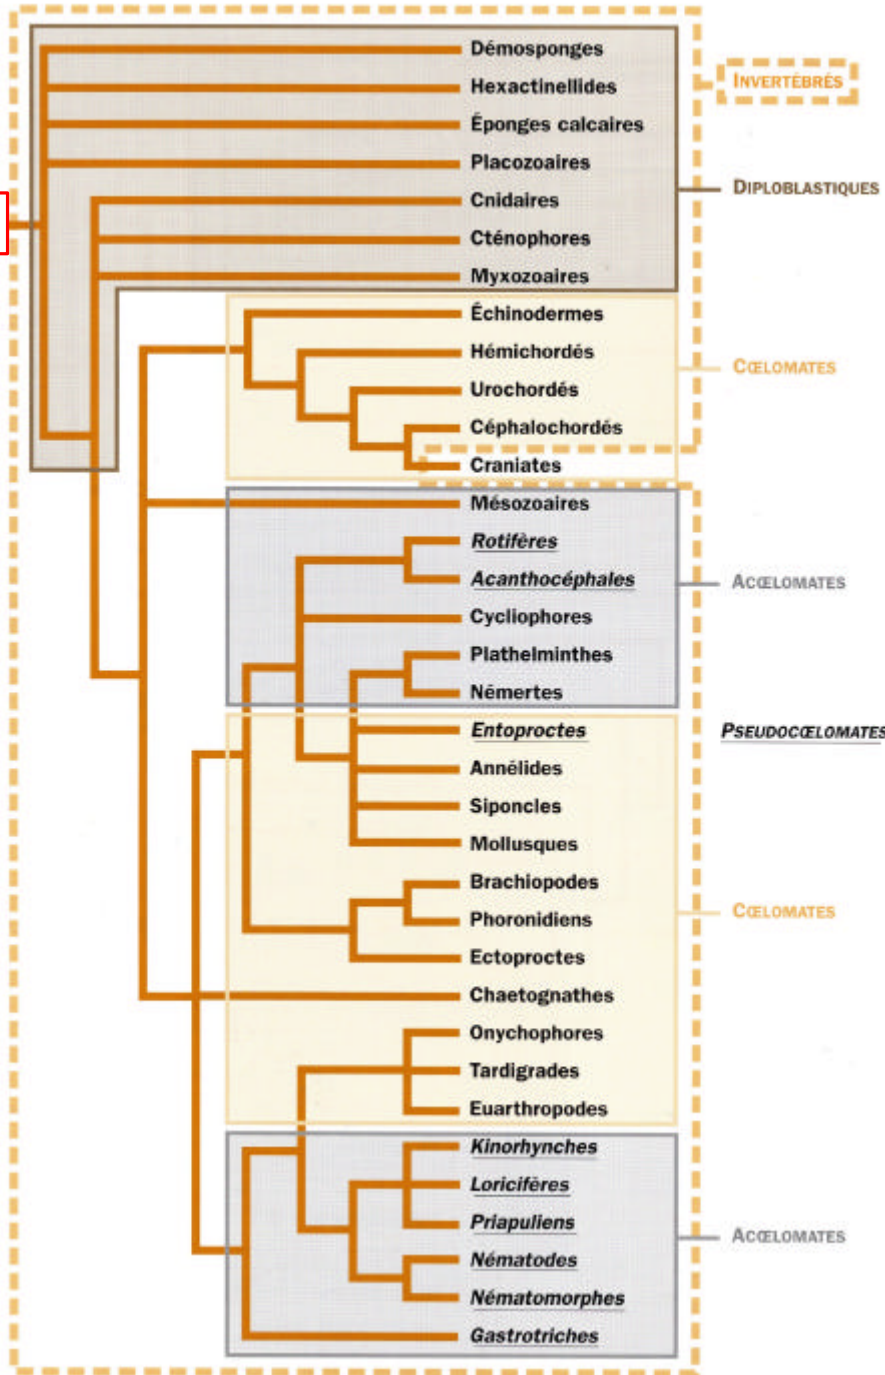 Démosponges
Hexactinellides
INVERTÉBRÉS
Éponges calcaires
Placozoaires
DIPLOBLASTIQUES
Cnidaires
Cténophores
Myxozoaires
Échinodermes
Hémichordés
CŒLOMATES
Urochordés
Céphalochordés
Craniates
Mésozoaires
Rotifères
Acanthocéphales
ACŒLOMATES
Cycliophores
Plathelminthes
Némertes
Entoproctes
PSEUDOCŒLOMATES
Annélides
Siponcles
Mollusques
Brachiopodes
CŒLOMATES
Phoronidiens
Ectoproctes
Chaetognathes
Onychophores
Tardigrades
Euarthropodes
Kinorhynches
Loricifères
Priapuliens
ACŒLOMATES
Nématodes
Nématomorphes
Gastrotriches